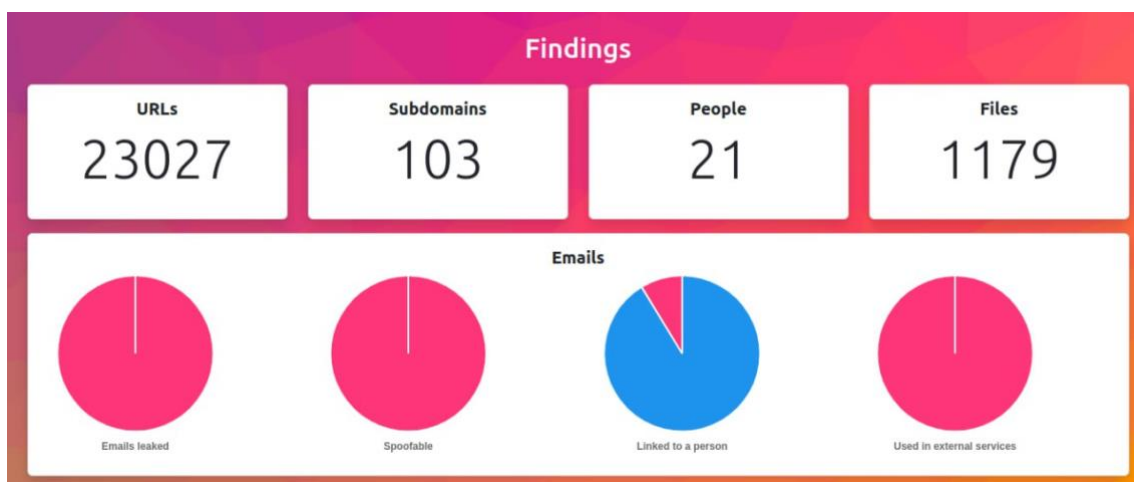 Findings
URLs
23027
Subdomains
103
People
21
Files
1179
Emails
Emails leaked
Spoofable
Linked to a person
Used in external services